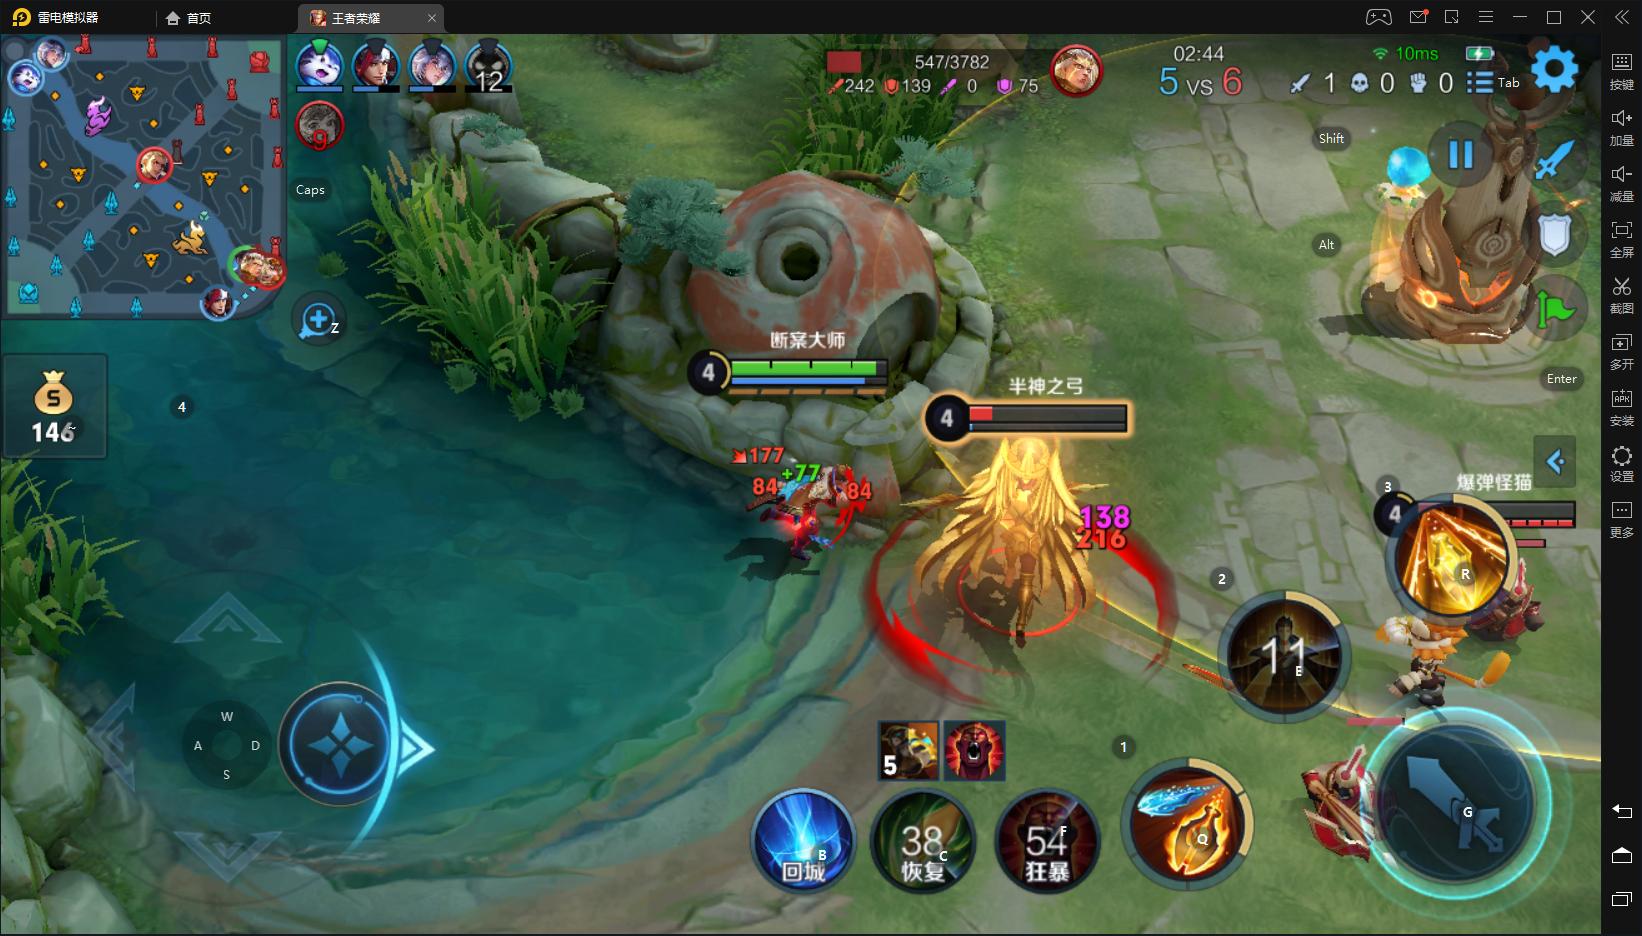 雷电模拟器
首页
王者荣耀
547/3782
242 139 0 75
02:44
5 vs 6
10ms
1 0 0
Tab
12
9
Caps
Shift
Alt
Enter
Z
146
4
断案大师
4
半神之弓
4
177
+77
84
84
138
216
爆弹怪猫
3
4
R
2
11
E
W
A
D
S
5
1
B
回城
38
C
恢复
54
F
狂暴
Q
G
按键
加量
减量
全屏
截图
多开
APK
安装
设置
更多